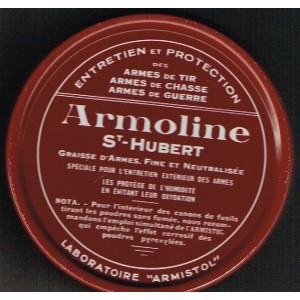 ENTRETIEN ET PROTECTION
DES
ARMES DE TIR
ARMES DE CHASSE
ARMES DE GUERRE
Armoline
ST-HUBERT
GRAISSE D'ARMES, FINE ET NEUTRALISÉE
SPÉCIALE POUR L'ENTRETIEN EXTÉRIEUR DES ARMES
LES PROTÈGE DE L'HUMIDITÉ
EN ÉVITANT LEUR OXYDATION
NOTA. - Pour l'intérieur des canons de fusils
tirant les poudres sans fumée, nous recom-
mandons l'emploi simultané de l'ARMISTOL
qui empêche l'effet corrosif des
poudres pyroxylées.
LABORATOIRE "ARMISTOL"